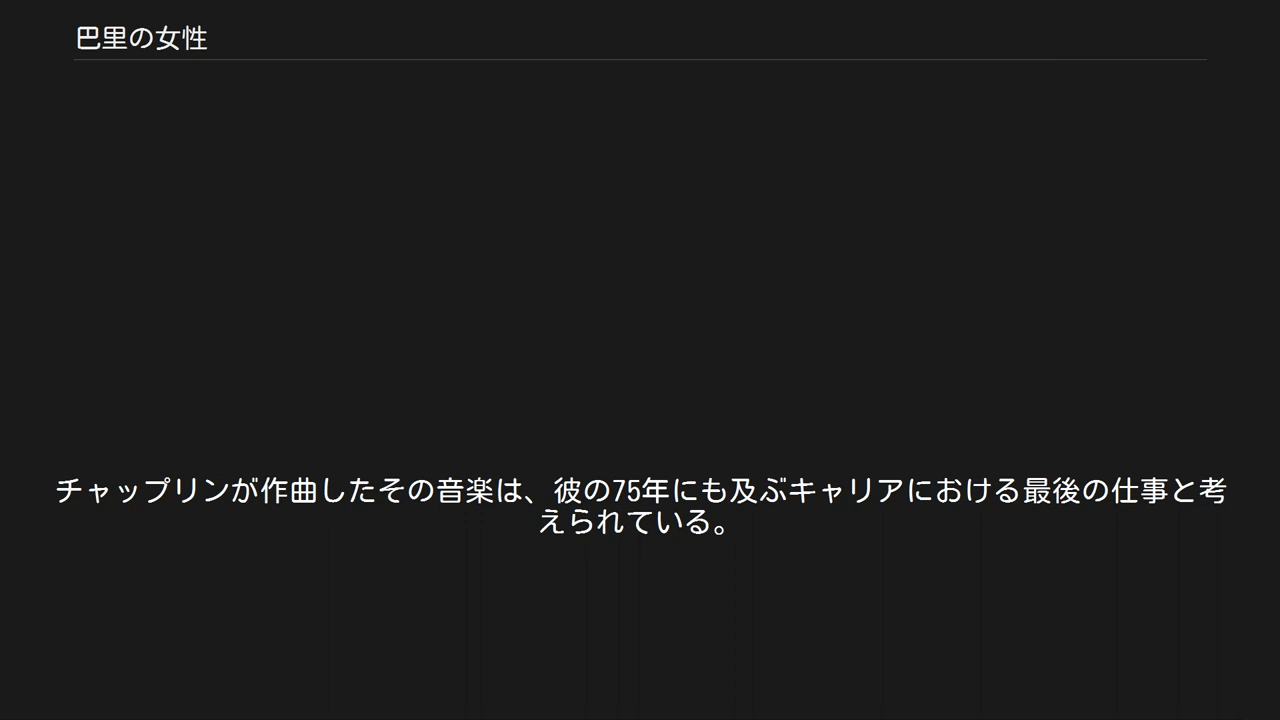 巴里の女性
チャップリンが作曲したその音楽は、彼の75年にも及ぶキャリアにおける最後の仕事と考
えられている。